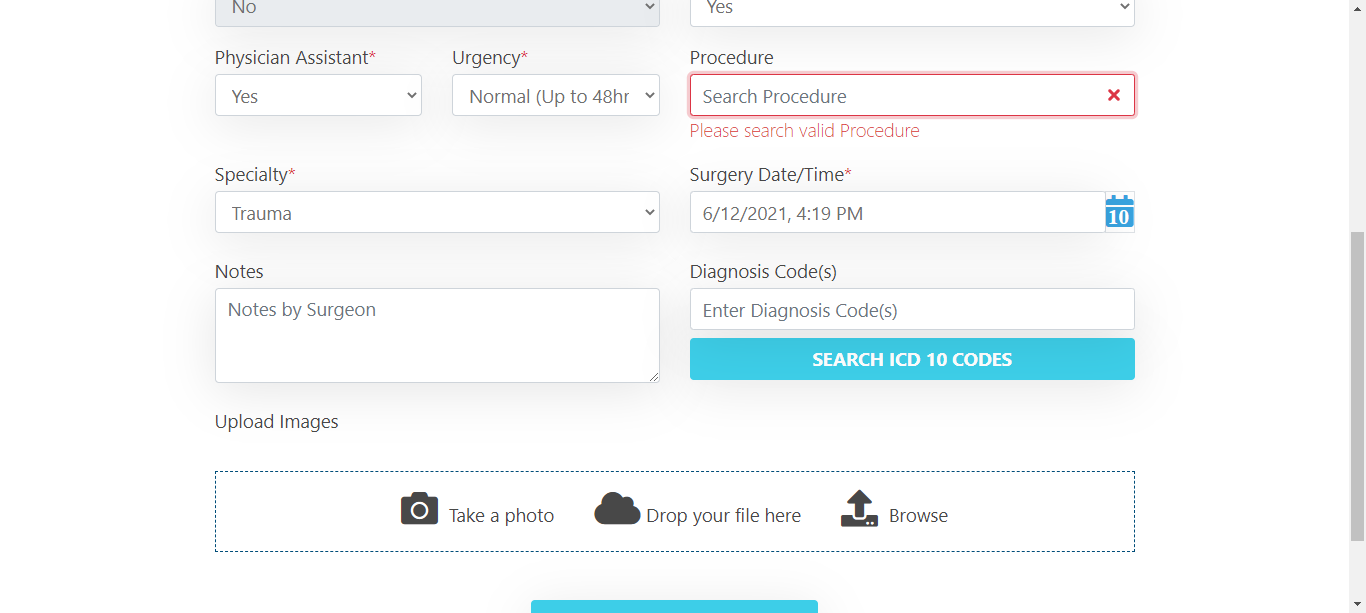 No
Yes
Physician Assistant*
Urgency*
Procedure
Yes
Normal (Up to 48hr
Search Procedure
Please search valid Procedure
Specialty*
Surgery Date/Time*
Trauma
6/12/2021, 4:19 PM
10
Notes
Diagnosis Code(s)
Notes by Surgeon
Enter Diagnosis Code(s)
SEARCH ICD 10 CODES
Upload Images
Take a photo
Drop your file here
Browse